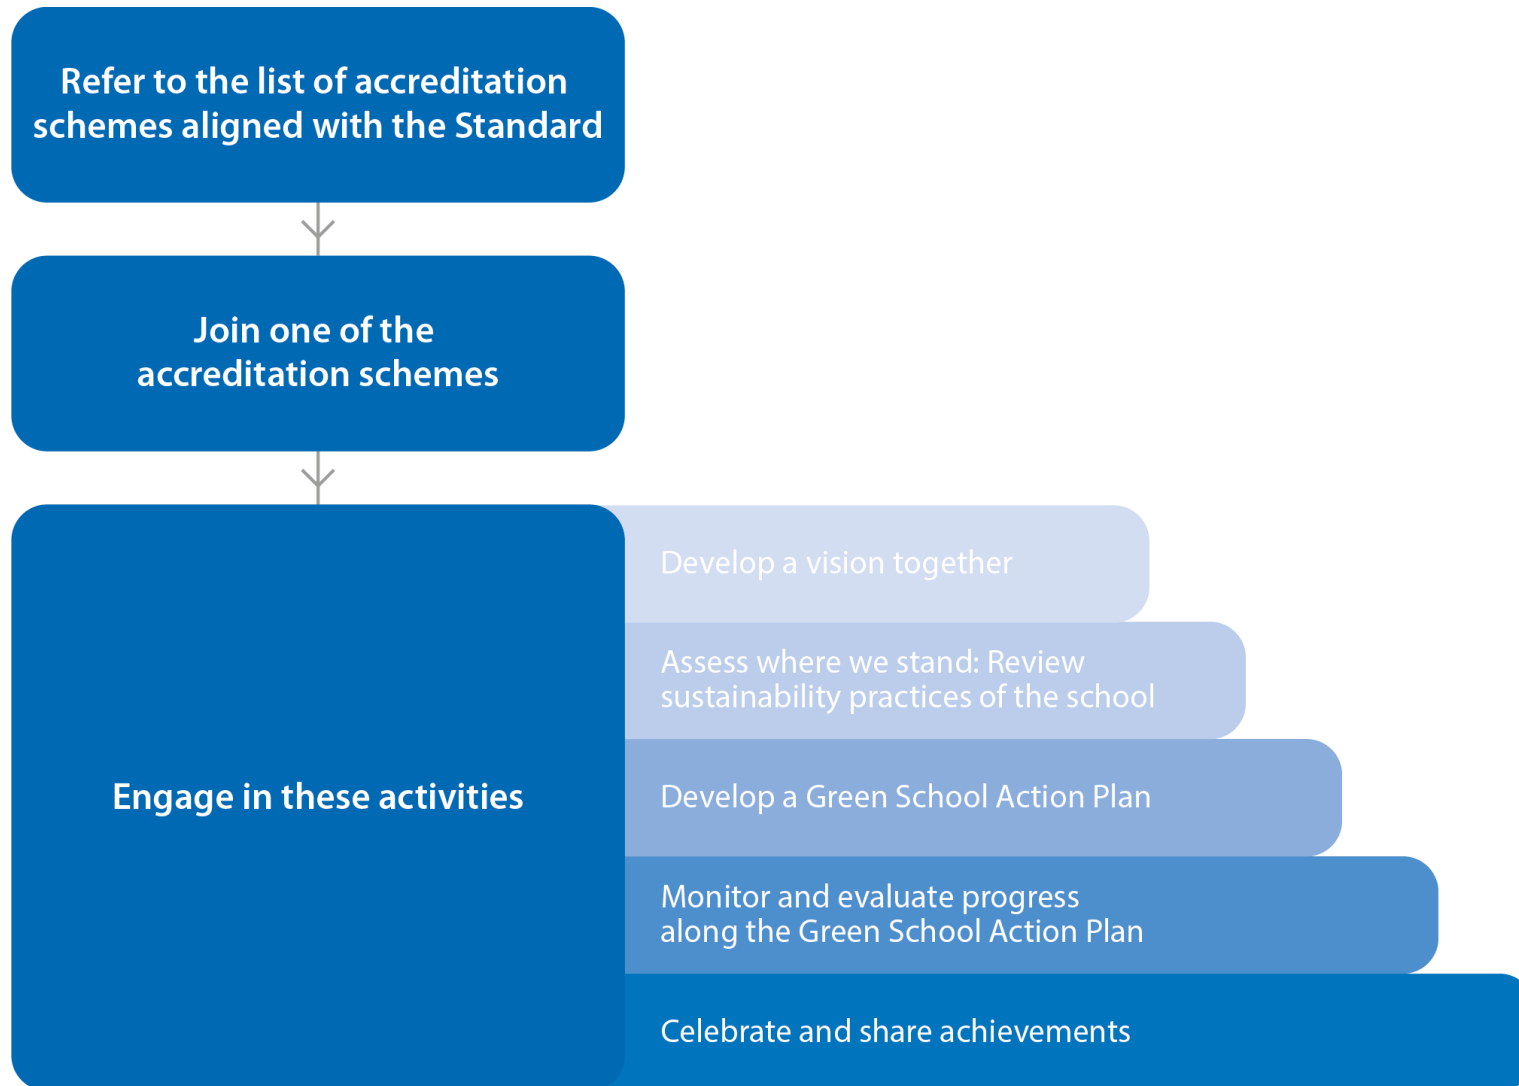 Refer to the list of accreditation
schemes aligned with the Standard
Join one of the
accreditation schemes
Engage in these activities
Develop a vision together
Assess where we stand: Review
sustainability practices of the school
Develop a Green School Action Plan
Monitor and evaluate progress
along the Green School Action Plan
Celebrate and share achievements